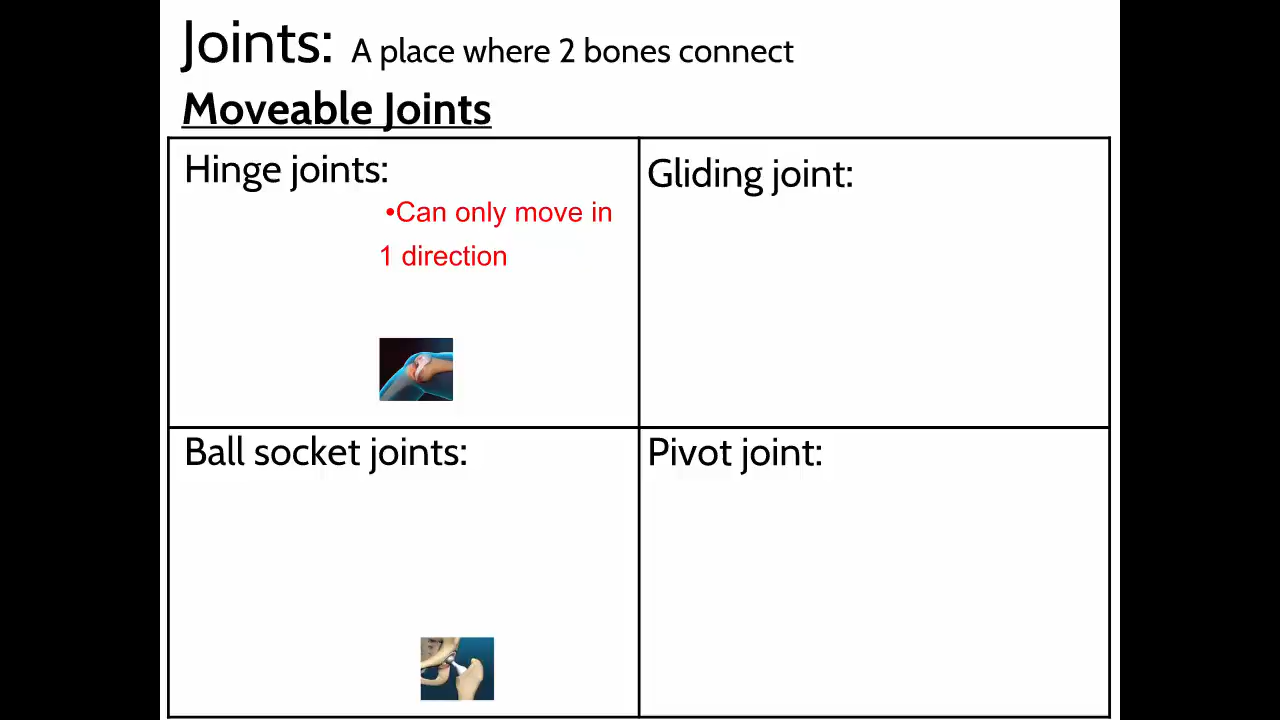 Joints: A place where 2 bones connect
Moveable Joints
Hinge joints:
•Can only move in
1 direction
Gliding joint:
Ball socket joints:
Pivot joint: